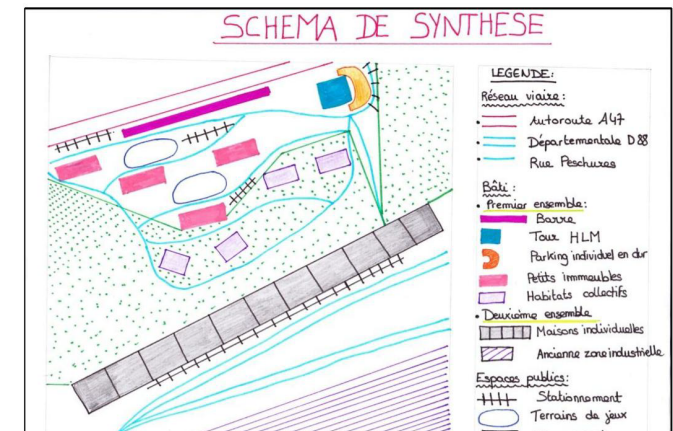 SCHEMA DE SYNTHESE
LEGENDE:
Réseau viaire:
Autoroute A47
Départementale D88
Rue Peschures
Bâti:
• Premier ensemble:
Barre
Tour HLM
Parking individuel en dur
Petits immeubles
Habitats collectifs
• Deuxième ensemble
Maisons individuelles
Ancienne zone industrielle
Espaces publics:
Stationnement
Terrains de jeux